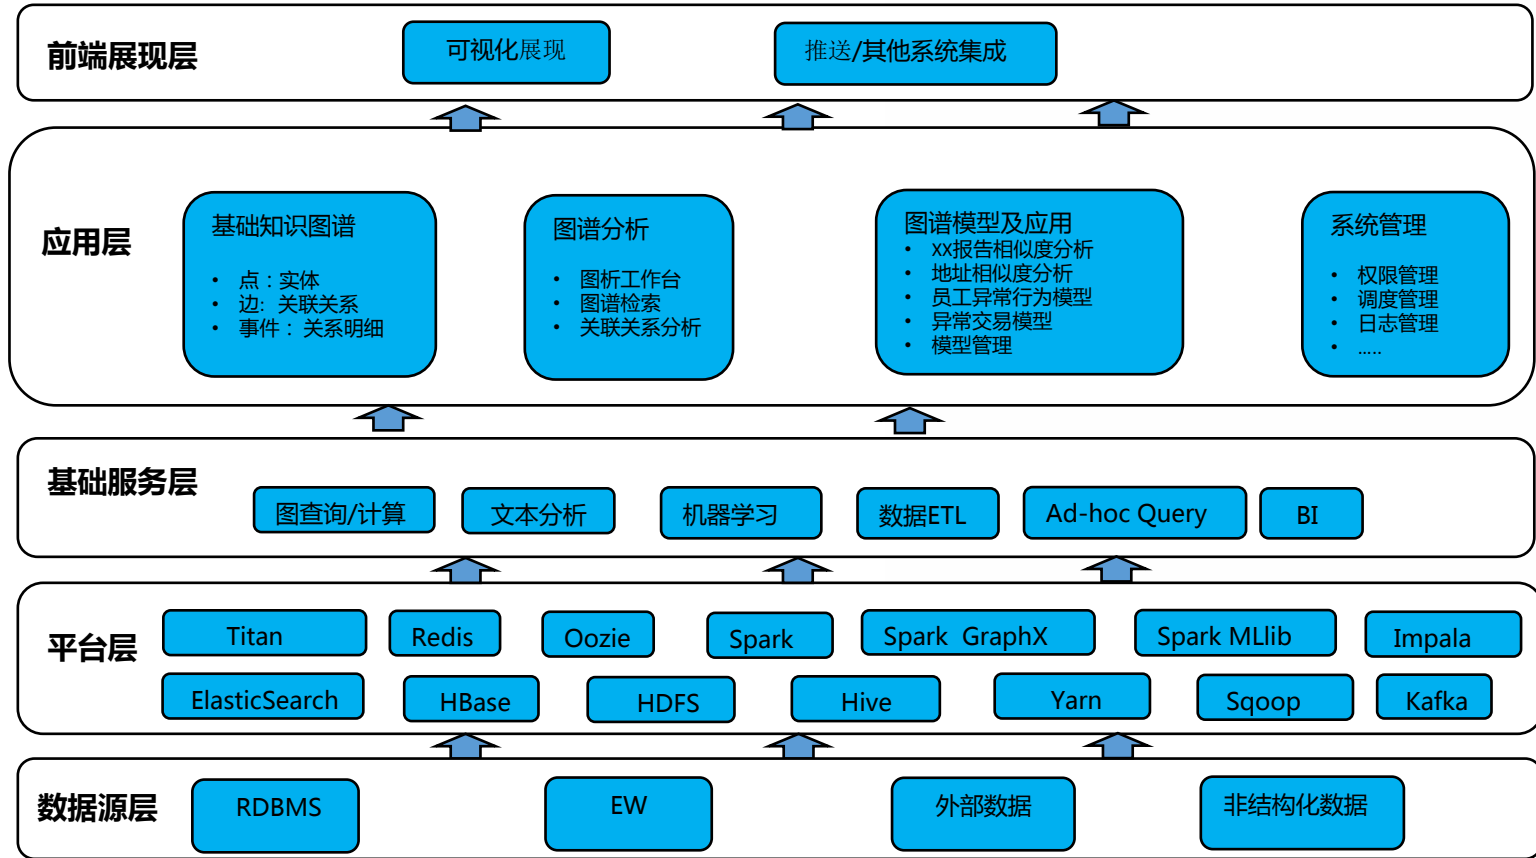 前端展现层
可视化展现
推送/其他系统集成
应用层
基础知识图谱
• 点：实体
• 边: 关联关系
• 事件： 关系明细
图谱分析
• 图析工作台
• 图谱检索
• 关联关系分析
图谱模型及应用
• XX报告相似度分析
• 地址相似度分析
• 员工异常行为模型
• 异常交易模型
• 模型管理
系统管理
• 权限管理
• 调度管理
• 日志管理
• .....
基础服务层
图查询/计算
文本分析
机器学习
数据ETL
Ad-hoc Query
BI
平台层
Titan
Redis
Oozie
Spark
Spark GraphX
Spark MLlib
Impala
ElasticSearch
HBase
HDFS
Hive
Yarn
Sqoop
Kafka
数据源层
RDBMS
EW
外部数据
非结构化数据